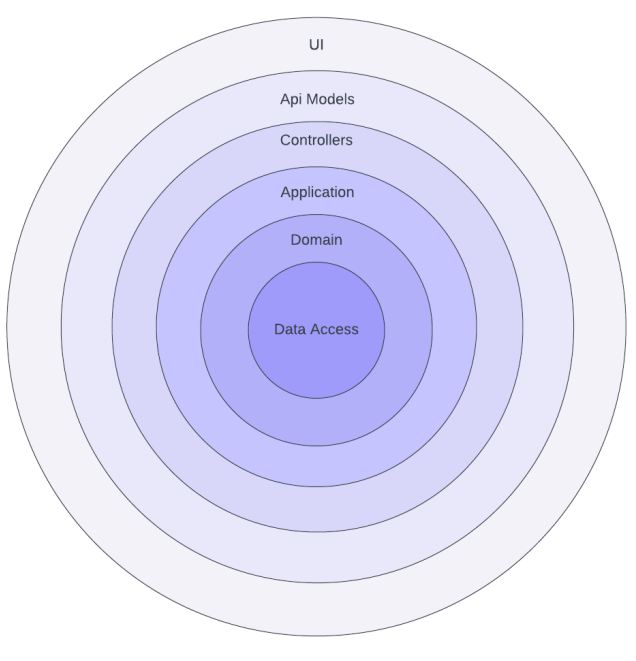 UI
Api Models
Controllers
Application
Domain
Data Access